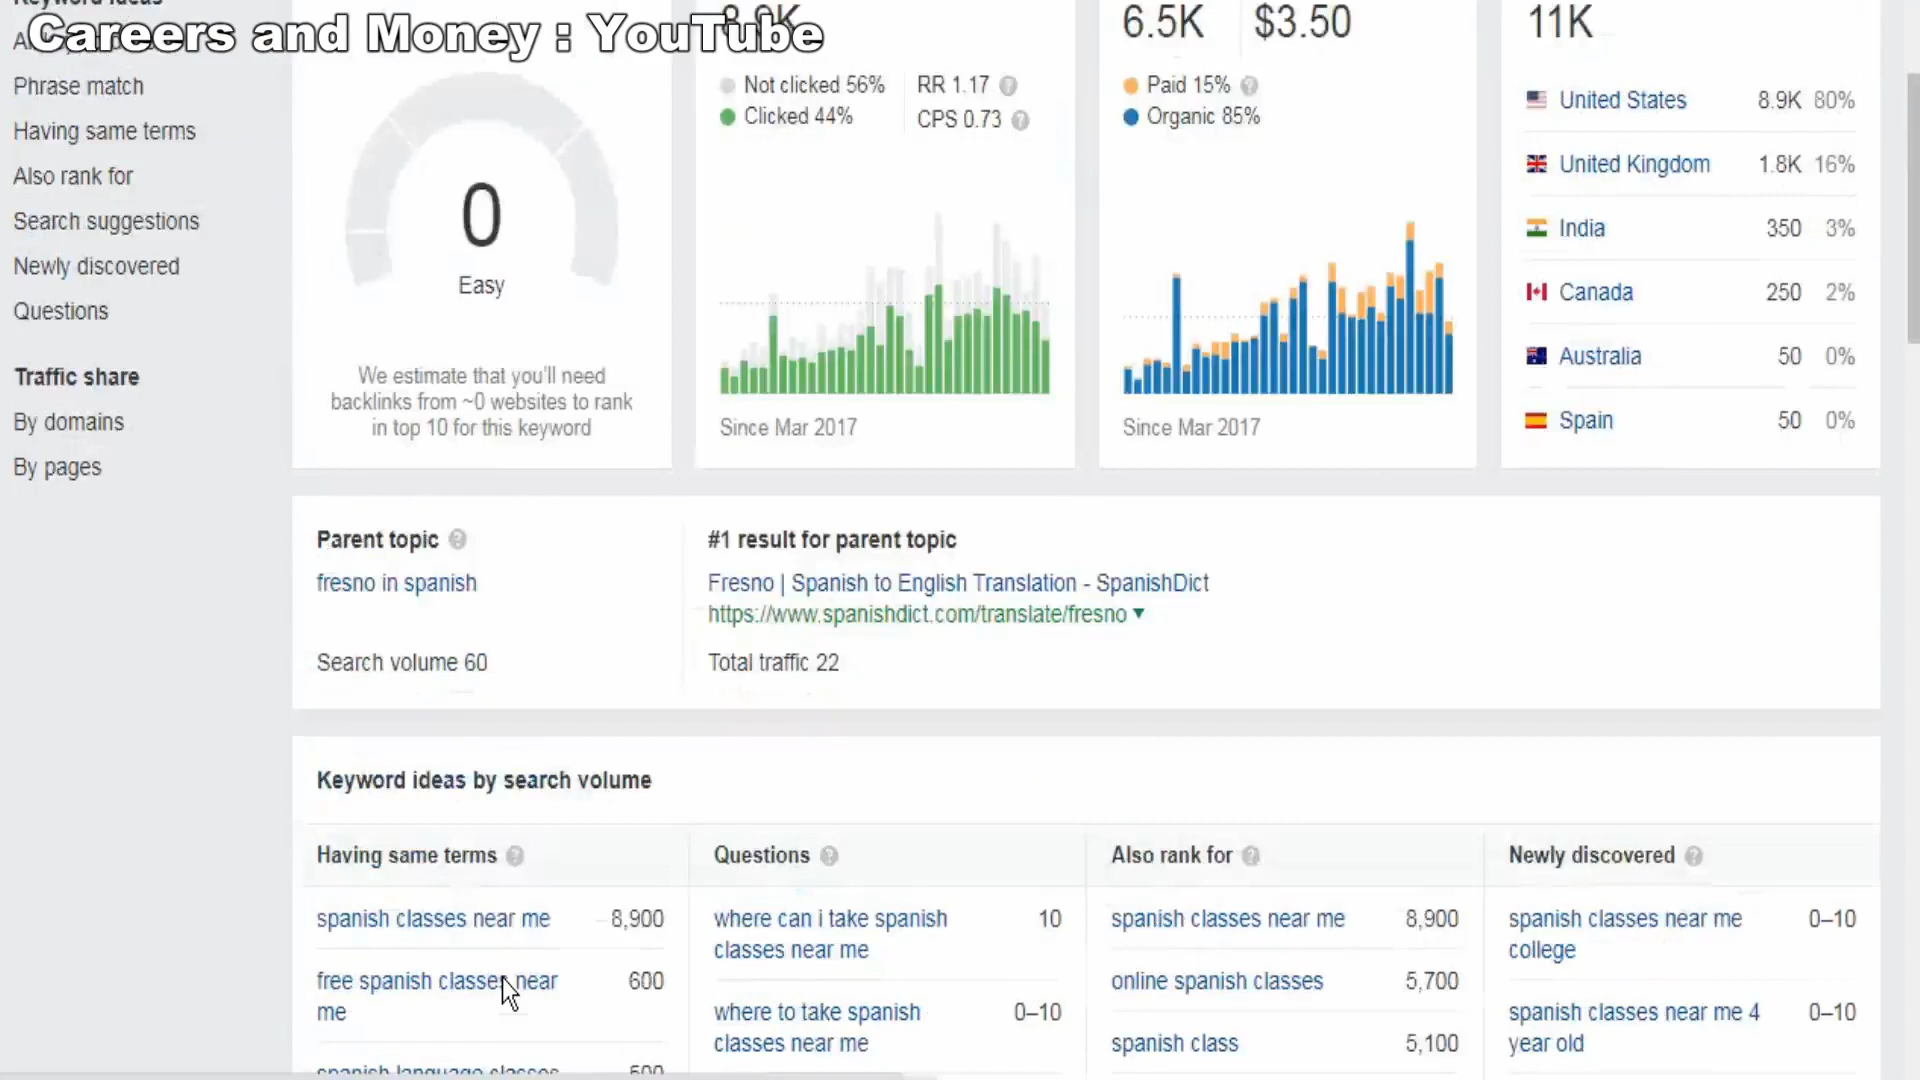 Keyword ideas
Careers and Money : YouTube
Phrase match
Having same terms
Also rank for
Search suggestions
Newly discovered
Questions
Traffic share
By domains
By pages
0
Easy
We estimate that you'll need
backlinks from ~0 websites to rank
in top 10 for this keyword
8.9K
Not clicked 56%
Clicked 44%
RR 1.17
CPS 0.73
Since Mar 2017
6.5K
$3.50
Paid 15%
Organic 85%
Since Mar 2017
11K
United States 8.9K 80%
United Kingdom 1.8K 16%
India 350 3%
Canada 250 2%
Australia 50 0%
Spain 50 0%
Parent topic
fresno in spanish
Search volume 60
#1 result for parent topic
Fresno | Spanish to English Translation - SpanishDict
https://www.spanishdict.com/translate/fresno
Total traffic 22
Keyword ideas by search volume
Having same terms
spanish classes near me 8,900
free spanish classes near 600
me
spanish language classes 500
Questions
where can i take spanish 10
classes near me
where to take spanish 0–10
classes near me
Also rank for
spanish classes near me 8,900
online spanish classes 5,700
spanish class 5,100
Newly discovered
spanish classes near me 0–10
college
spanish classes near me 4 0–10
year old